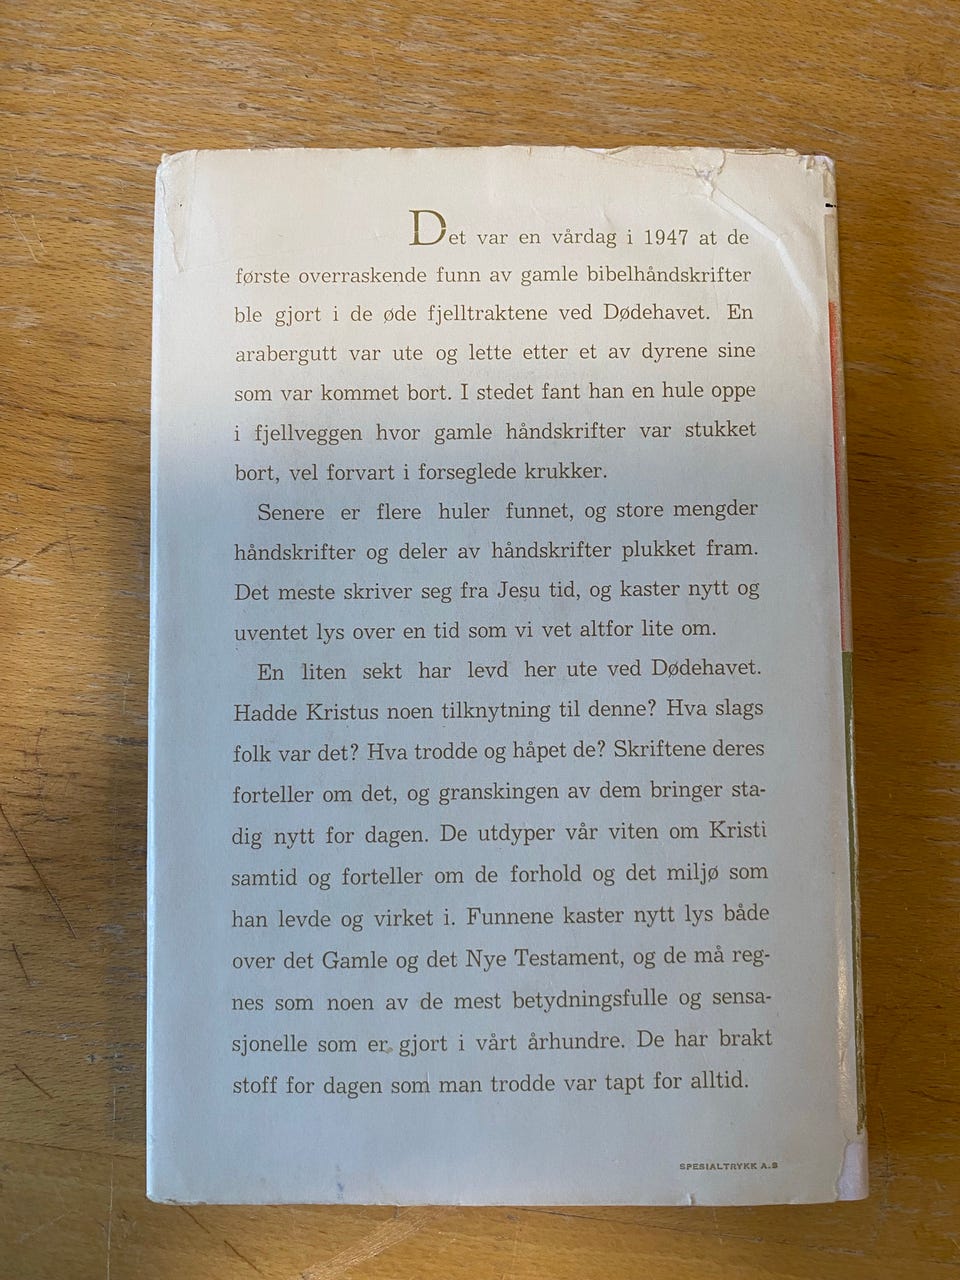 Det var en vårdag i 1947 at de
første overraskende funn av gamle bibelhåndskrifter
ble gjort i de øde fjelltraktene ved Dødehavet. En
arabergutt var ute og lette etter et av dyrene sine
som var kommet bort. I stedet fant han en hule oppe
i fjellveggen hvor gamle håndskrifter var stukket
bort, vel forvart i forseglede krukker.
Senere er flere huler funnet, og store mengder
håndskrifter og deler av håndskrifter plukket fram.
Det meste skriver seg fra Jesu tid, og kaster nytt og
uventet lys over en tid som vi vet altfor lite om.
En liten sekt har levd her ute ved Dødehavet.
Hadde Kristus noen tilknytning til denne? Hva slags
folk var det? Hva trodde og håpet de? Skriftene deres
forteller om det, og granskingen av dem bringer sta-
dig nytt for dagen. De utdyper vår viten om Kristi
samtid og forteller om de forhold og det miljø som
han levde og virket i. Funnene kaster nytt lys både
over det Gamle og det Nye Testament, og de må reg-
nes som noen av de mest betydningsfulle og sensa-
sjonelle som er gjort i vårt århundre. De har brakt
stoff for dagen som man trodde var tapt for alltid.
SPESIALTRYKK A.S